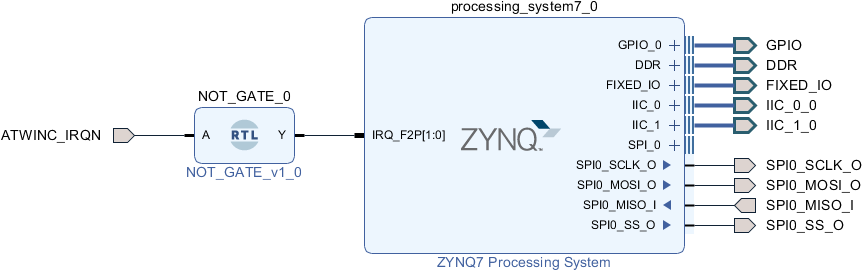 processing_system7_0
NOT_GATE_0
ATWINC_IRQN
A
RTL
Y
NOT_GATE_v1_0
IRQ_F2P[1:0]
ZYNQ™
GPIO_0
DDR
FIXED_IO
IIC_0
IIC_1
SPI_0
SPI0_SCLK_O
SPI0_MOSI_O
SPI0_MISO_I
SPI0_SS_O
GPIO
DDR
FIXED_IO
IIC_0_0
IIC_1_0
SPI0_SCLK_O
SPI0_MOSI_O
SPI0_MISO_I
SPI0_SS_O
ZYNQ7 Processing System